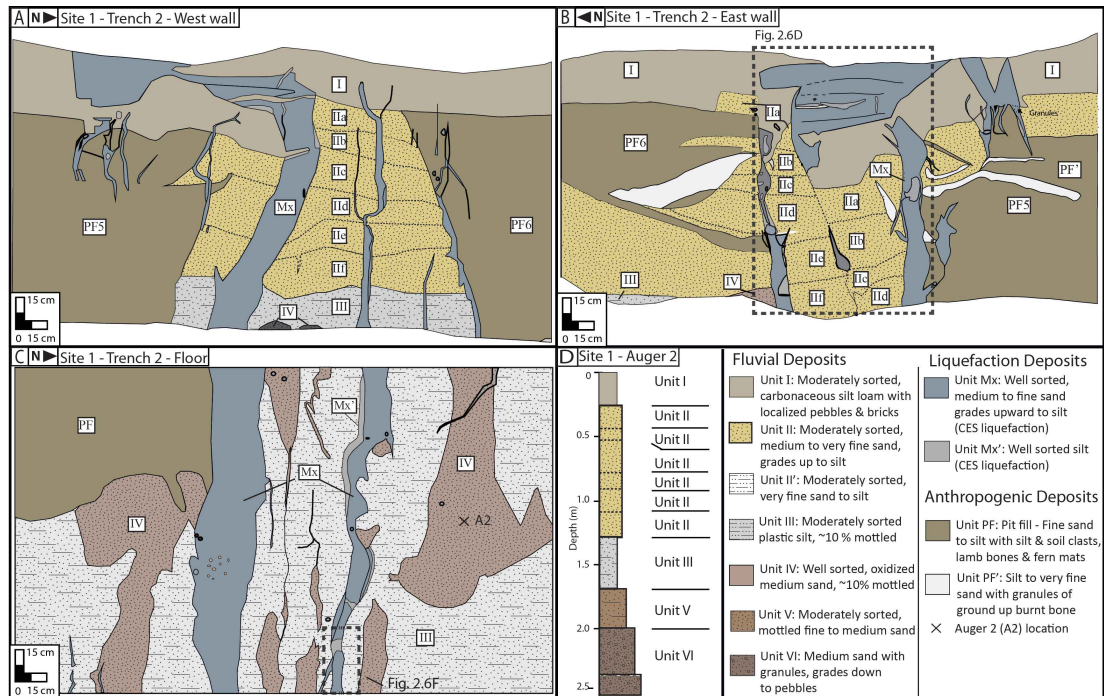 A N► Site 1 - Trench 2 - West wall
I
IIa
IIb
IIc
Mx
IId
IIe
PF5
PF6
IIf
III
IV
15 cm
0 15 cm
B ◄N Site 1 - Trench 2 - East wall
Fig. 2.6D
I
I
IIa
Granules
PF6
IIb
Mx
PF'
IIc
IIa
PF5
IId
IIb
IIe
III
IV
IIc
IIf
IId
15 cm
0 15 cm
C N► Site 1 - Trench 2 - Floor
Mx'
PF
Mx
IV
IV
× A2
III
15 cm
0 15 cm
Fig. 2.6F
D Site 1 - Auger 2
0
Unit I
Unit II
0.5
Unit II
Unit II
Unit II
1.0
Unit II
Depth (m)
Unit II
1.5
Unit III
Unit V
2.0
Unit VI
2.5
Fluvial Deposits
Unit I: Moderately sorted,
carbonaceous silt loam with
localized pebbles & bricks
Unit II: Moderately sorted,
medium to very fine sand,
grades up to silt
Unit II': Moderately sorted,
very fine sand to silt
Unit III: Moderately sorted
plastic silt, ~10 % mottled
Unit IV: Well sorted, oxidized
medium sand, ~10% mottled
Unit V: Moderately sorted,
mottled fine to medium sand
Unit VI: Medium sand with
granules, grades down
to pebbles
Liquefaction Deposits
Unit Mx: Well sorted,
medium to fine sand
grades upward to silt
(CES liquefaction)
Unit Mx': Well sorted silt
(CES liquefaction)
Anthropogenic Deposits
Unit PF: Pit fill - Fine sand
to silt with silt & soil clasts,
lamb bones & fern mats
Unit PF': Silt to very fine
sand with granules of
ground up burnt bone
× Auger 2 (A2) location